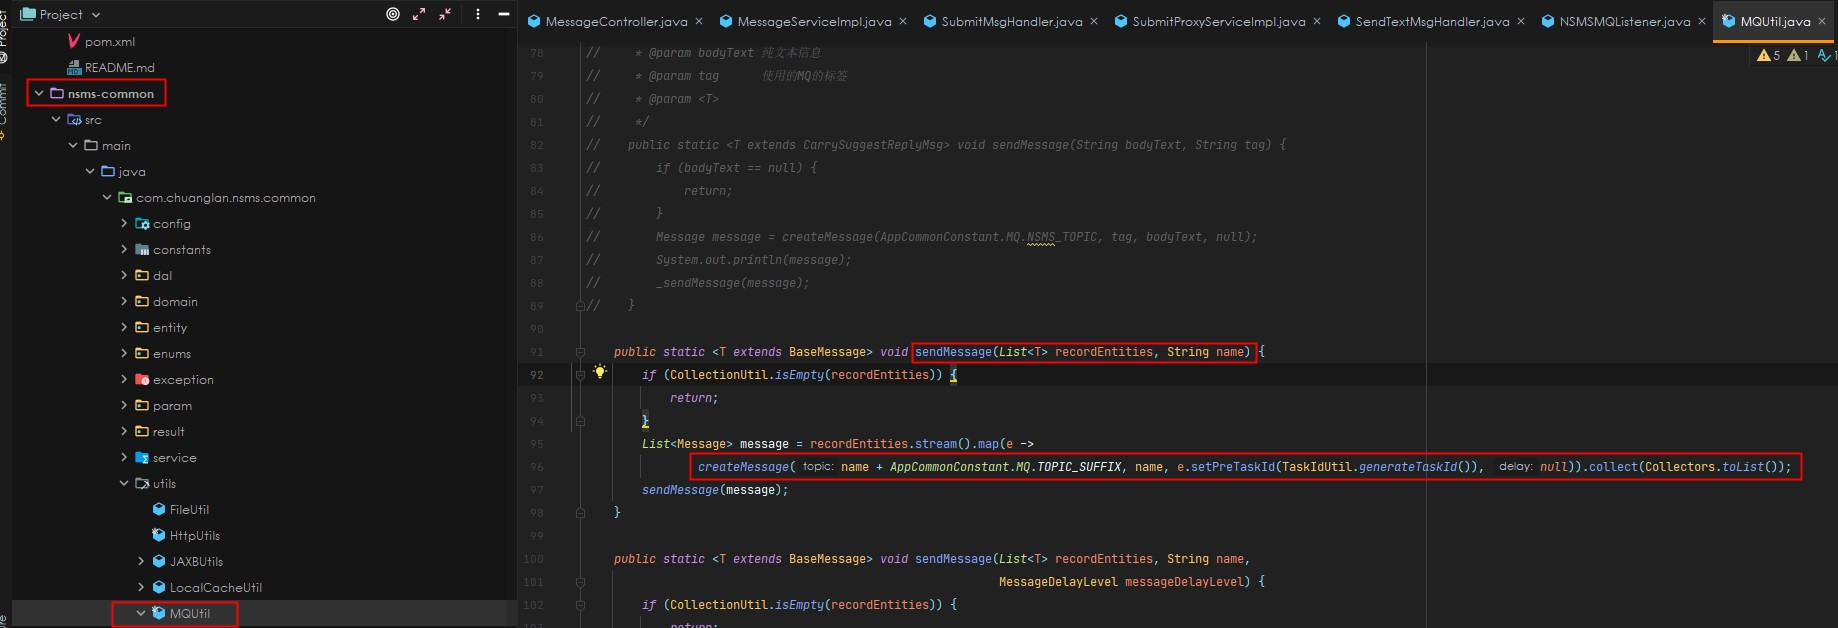 Project
pom.xml
README.md
nsms-common
src
main
java
com.chuanglan.nsms.common
config
constants
dal
domain
entity
enums
exception
param
result
service
utils
FileUtil
HttpUtils
JAXBUtils
LocalCacheUtil
MQUtil
Project
Commit
MessageController.java × MessageServiceImpl.java × SubmitMsgHandler.java × SubmitProxyServiceImpl.java × SendTextMsgHandler.java × NSMSMQListener.java × MQUtil.java ×
5 1 1
78 // * @param bodyText 纯文本信息
79 // * @param tag 使用的MQ的标签
80 // * @param <T>
81 // */
82 // public static <T extends CarrySuggestReplyMsg> void sendMessage(String bodyText, String tag) {
83 // if (bodyText == null) {
84 // return;
85 // }
86 // Message message = createMessage(AppCommonConstant.MQ.NSMS_TOPIC, tag, bodyText, null);
87 // System.out.println(message);
88 // _sendMessage(message);
89 // }
90
91 public static <T extends BaseMessage> void sendMessage(List<T> recordEntities, String name) {
92 if (CollectionUtil.isEmpty(recordEntities)) {
93 return;
94 }
95 List<Message> message = recordEntities.stream().map(e ->
96 createMessage( topic: name + AppCommonConstant.MQ.TOPIC_SUFFIX, name, e.setPreTaskId(TaskIdUtil.generateTaskId()), delay: null)).collect(Collectors.toList());
97 sendMessage(message);
98 }
99
100 public static <T extends BaseMessage> void sendMessage(List<T> recordEntities, String name,
101 MessageDelayLevel messageDelayLevel) {
102 if (CollectionUtil.isEmpty(recordEntities)) {
103 return;